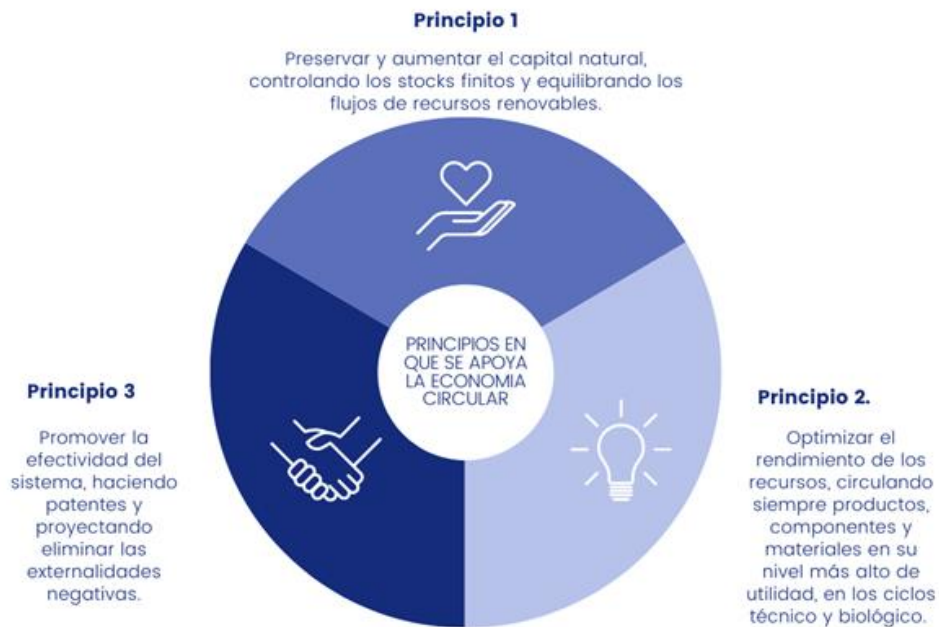 Principio 1
Preservar y aumentar el capital natural,
controlando los stocks finitos y equilibrando los
flujos de recursos renovables.
PRINCIPIOS EN
QUE SE APOYA
LA ECONOMIA
CIRCULAR
Principio 3
Promover la
efectividad del
sistema, haciendo
patentes y
proyectando
eliminar las
externalidades
negativas.
Principio 2.
Optimizar el
rendimiento de los
recursos, circulando
siempre productos,
componentes y
materiales en su
nivel más alto de
utilidad, en los ciclos
técnico y biológico.